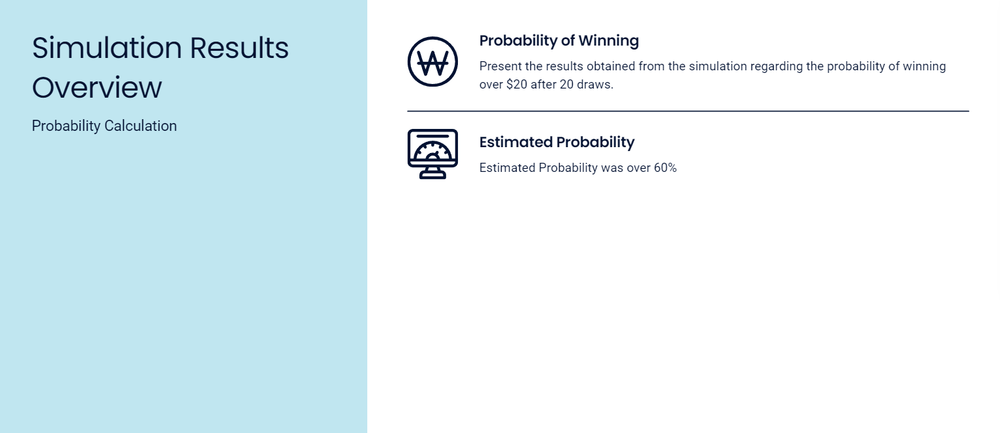 Simulation Results
Overview
Probability Calculation
Probability of Winning
Present the results obtained from the simulation regarding the probability of winning
over $20 after 20 draws.
Estimated Probability
Estimated Probability was over 60%